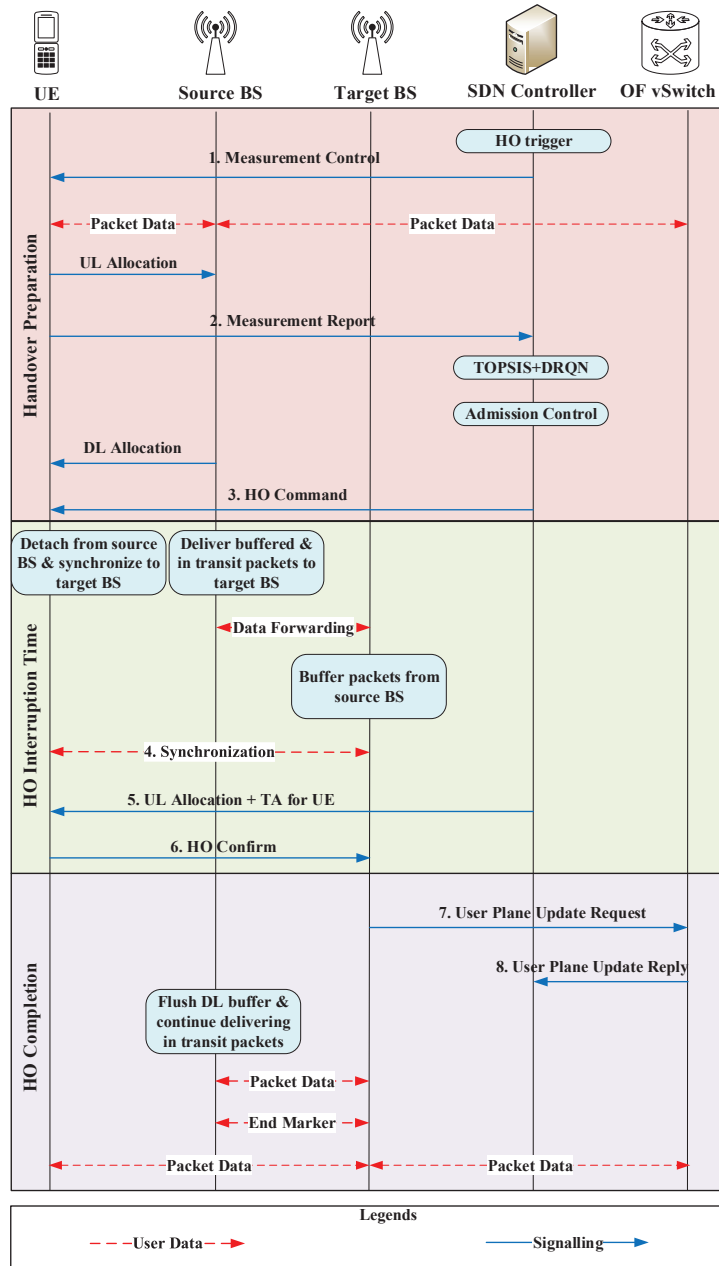 UE
Source BS
Target BS
SDN Controller
OF vSwitch
Handover Preparation
HO trigger
1. Measurement Control
Packet Data
Packet Data
UL Allocation
2. Measurement Report
TOPSIS+DRQN
Admission Control
DL Allocation
3. HO Command
HO Interruption Time
Detach from source
BS & synchronize to
target BS
Deliver buffered &
in transit packets to
target BS
Data Forwarding
Buffer packets from
source BS
4. Synchronization
5. UL Allocation + TA for UE
6. HO Confirm
HO Completion
7. User Plane Update Request
8. User Plane Update Reply
Flush DL buffer &
continue delivering
in transit packets
Packet Data
End Marker
Packet Data
Packet Data
Legends
User Data
Signalling